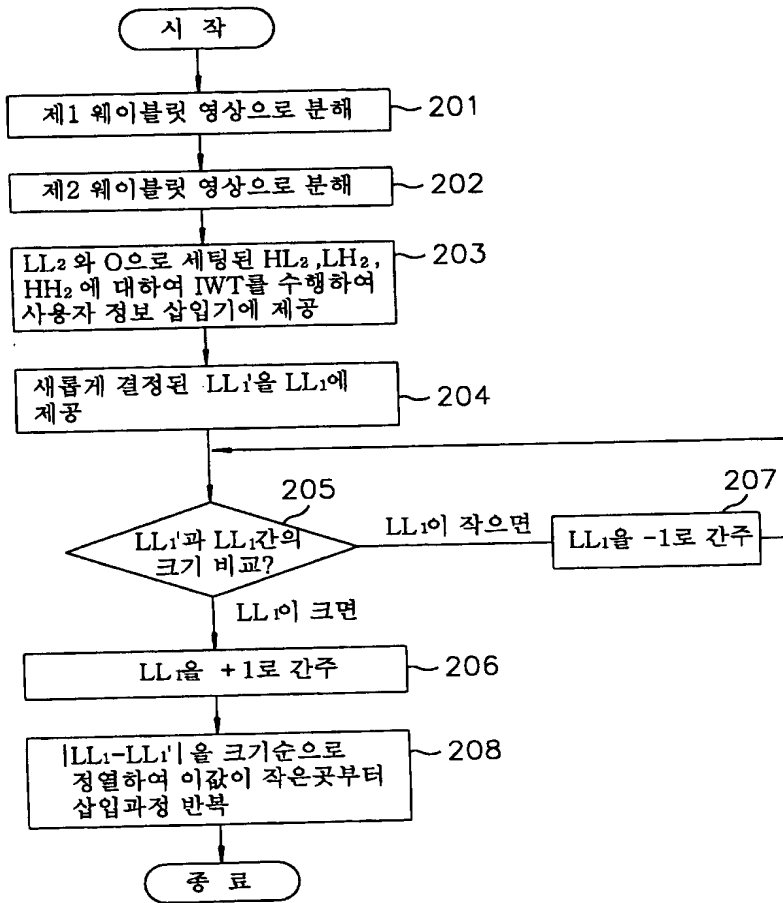 시 작
제1 웨이블릿 영상으로 분해
201
제2 웨이블릿 영상으로 분해
202
LL₂와 O으로 세팅된 HL₂,LH₂,
HH₂에 대하여 IWT를 수행하여
사용자 정보 삽입기에 제공
203
새롭게 결정된 LL₁'을 LL₁에
제공
204
205
LL₁'과 LL₁간의
크기 비교?
LL₁이 작으면
207
LL₁을 -1로 간주
LL₁이 크면
LL₁을 +1로 간주
206
|LL₁-LL₁'|을 크기순으로
정열하여 이값이 작은곳부터
삽입과정 반복
208
종 료